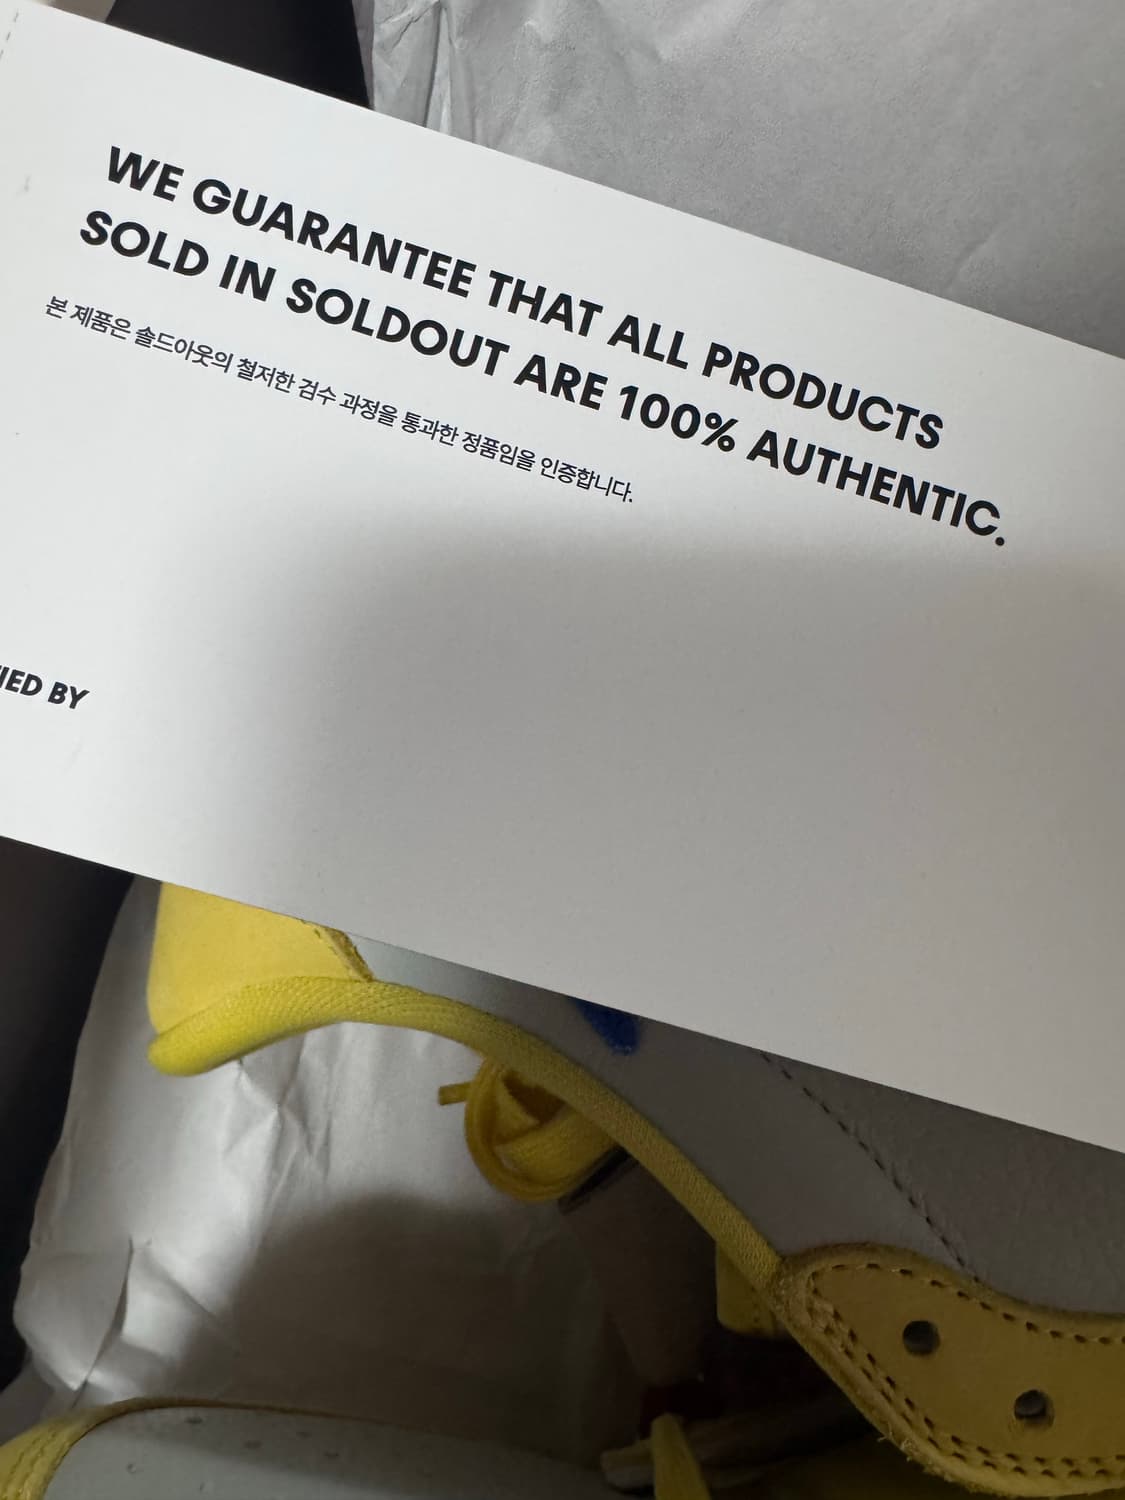 WE GUARANTEE THAT ALL PRODUCTS
SOLD IN SOLDOUT ARE 100% AUTHENTIC.
본 제품은 솔드아웃의 철저한 검수 과정을 통과한 정품임을 인증합니다.
BY